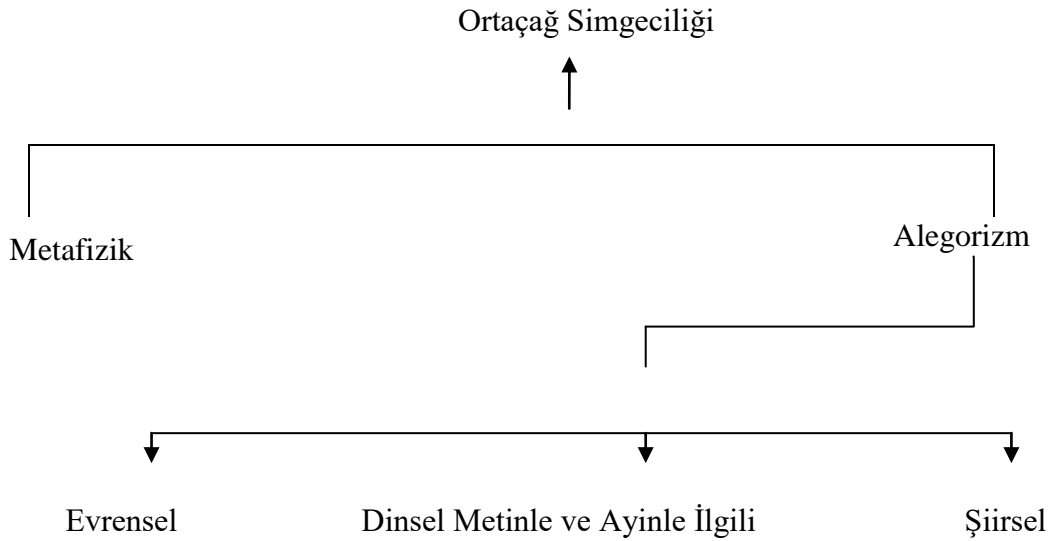 Ortaçağ Simgeciliği
Metafizik
Alegorizm
Evrensel
Dinsel Metinle ve Ayinle İlgili
Şiirsel